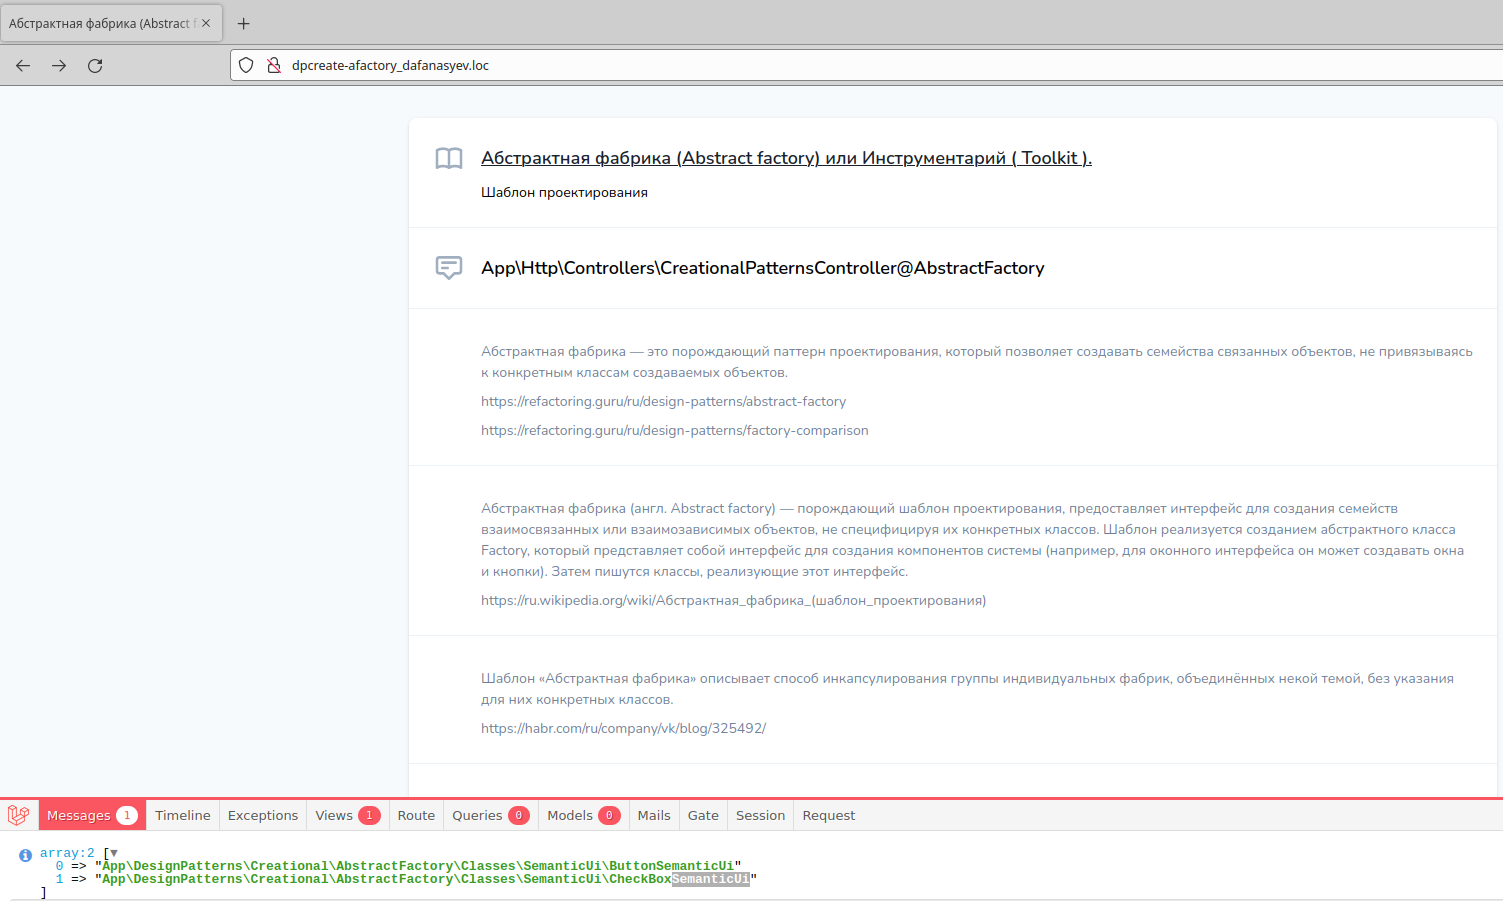 Абстрактная фабрика (Abstract f
dpcreate-afactory_dafanasyev.loc
Абстрактная фабрика (Abstract factory) или Инструментарий ( Toolkit ).
Шаблон проектирования
App\Http\Controllers\CreationalPatternsController@AbstractFactory
Абстрактная фабрика — это порождающий паттерн проектирования, который позволяет создавать семейства связанных объектов, не привязываясь
к конкретным классам создаваемых объектов.
https://refactoring.guru/ru/design-patterns/abstract-factory
https://refactoring.guru/ru/design-patterns/factory-comparison
Абстрактная фабрика (англ. Abstract factory) — порождающий шаблон проектирования, предоставляет интерфейс для создания семейств
взаимосвязанных или взаимозависимых объектов, не специфицируя их конкретных классов. Шаблон реализуется созданием абстрактного класса
Factory, который представляет собой интерфейс для создания компонентов системы (например, для оконного интерфейса он может создавать окна
и кнопки). Затем пишутся классы, реализующие этот интерфейс.
https://ru.wikipedia.org/wiki/Абстрактная_фабрика_(шаблон_проектирования)
Шаблон «Абстрактная фабрика» описывает способ инкапсулирования группы индивидуальных фабрик, объединённых некой темой, без указания
для них конкретных классов.
https://habr.com/ru/company/vk/blog/325492/
Messages 1 Timeline Exceptions Views 1 Route Queries 0 Models 0 Mails Gate Session Request
array:2 [▼
0 => "App\DesignPatterns\Creational\AbstractFactory\Classes\SemanticUi\ButtonSemanticUi"
1 => "App\DesignPatterns\Creational\AbstractFactory\Classes\SemanticUi\CheckBoxSemanticUi"
]